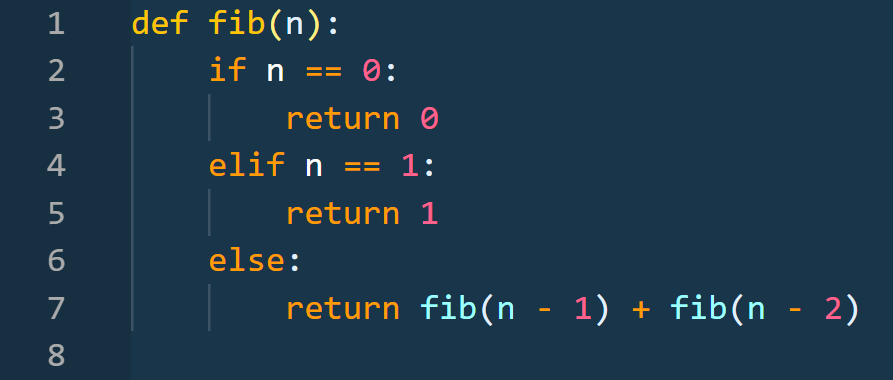 1 def fib(n):
2     if n == 0:
3         return 0
4     elif n == 1:
5         return 1
6     else:
7         return fib(n - 1) + fib(n - 2)
8